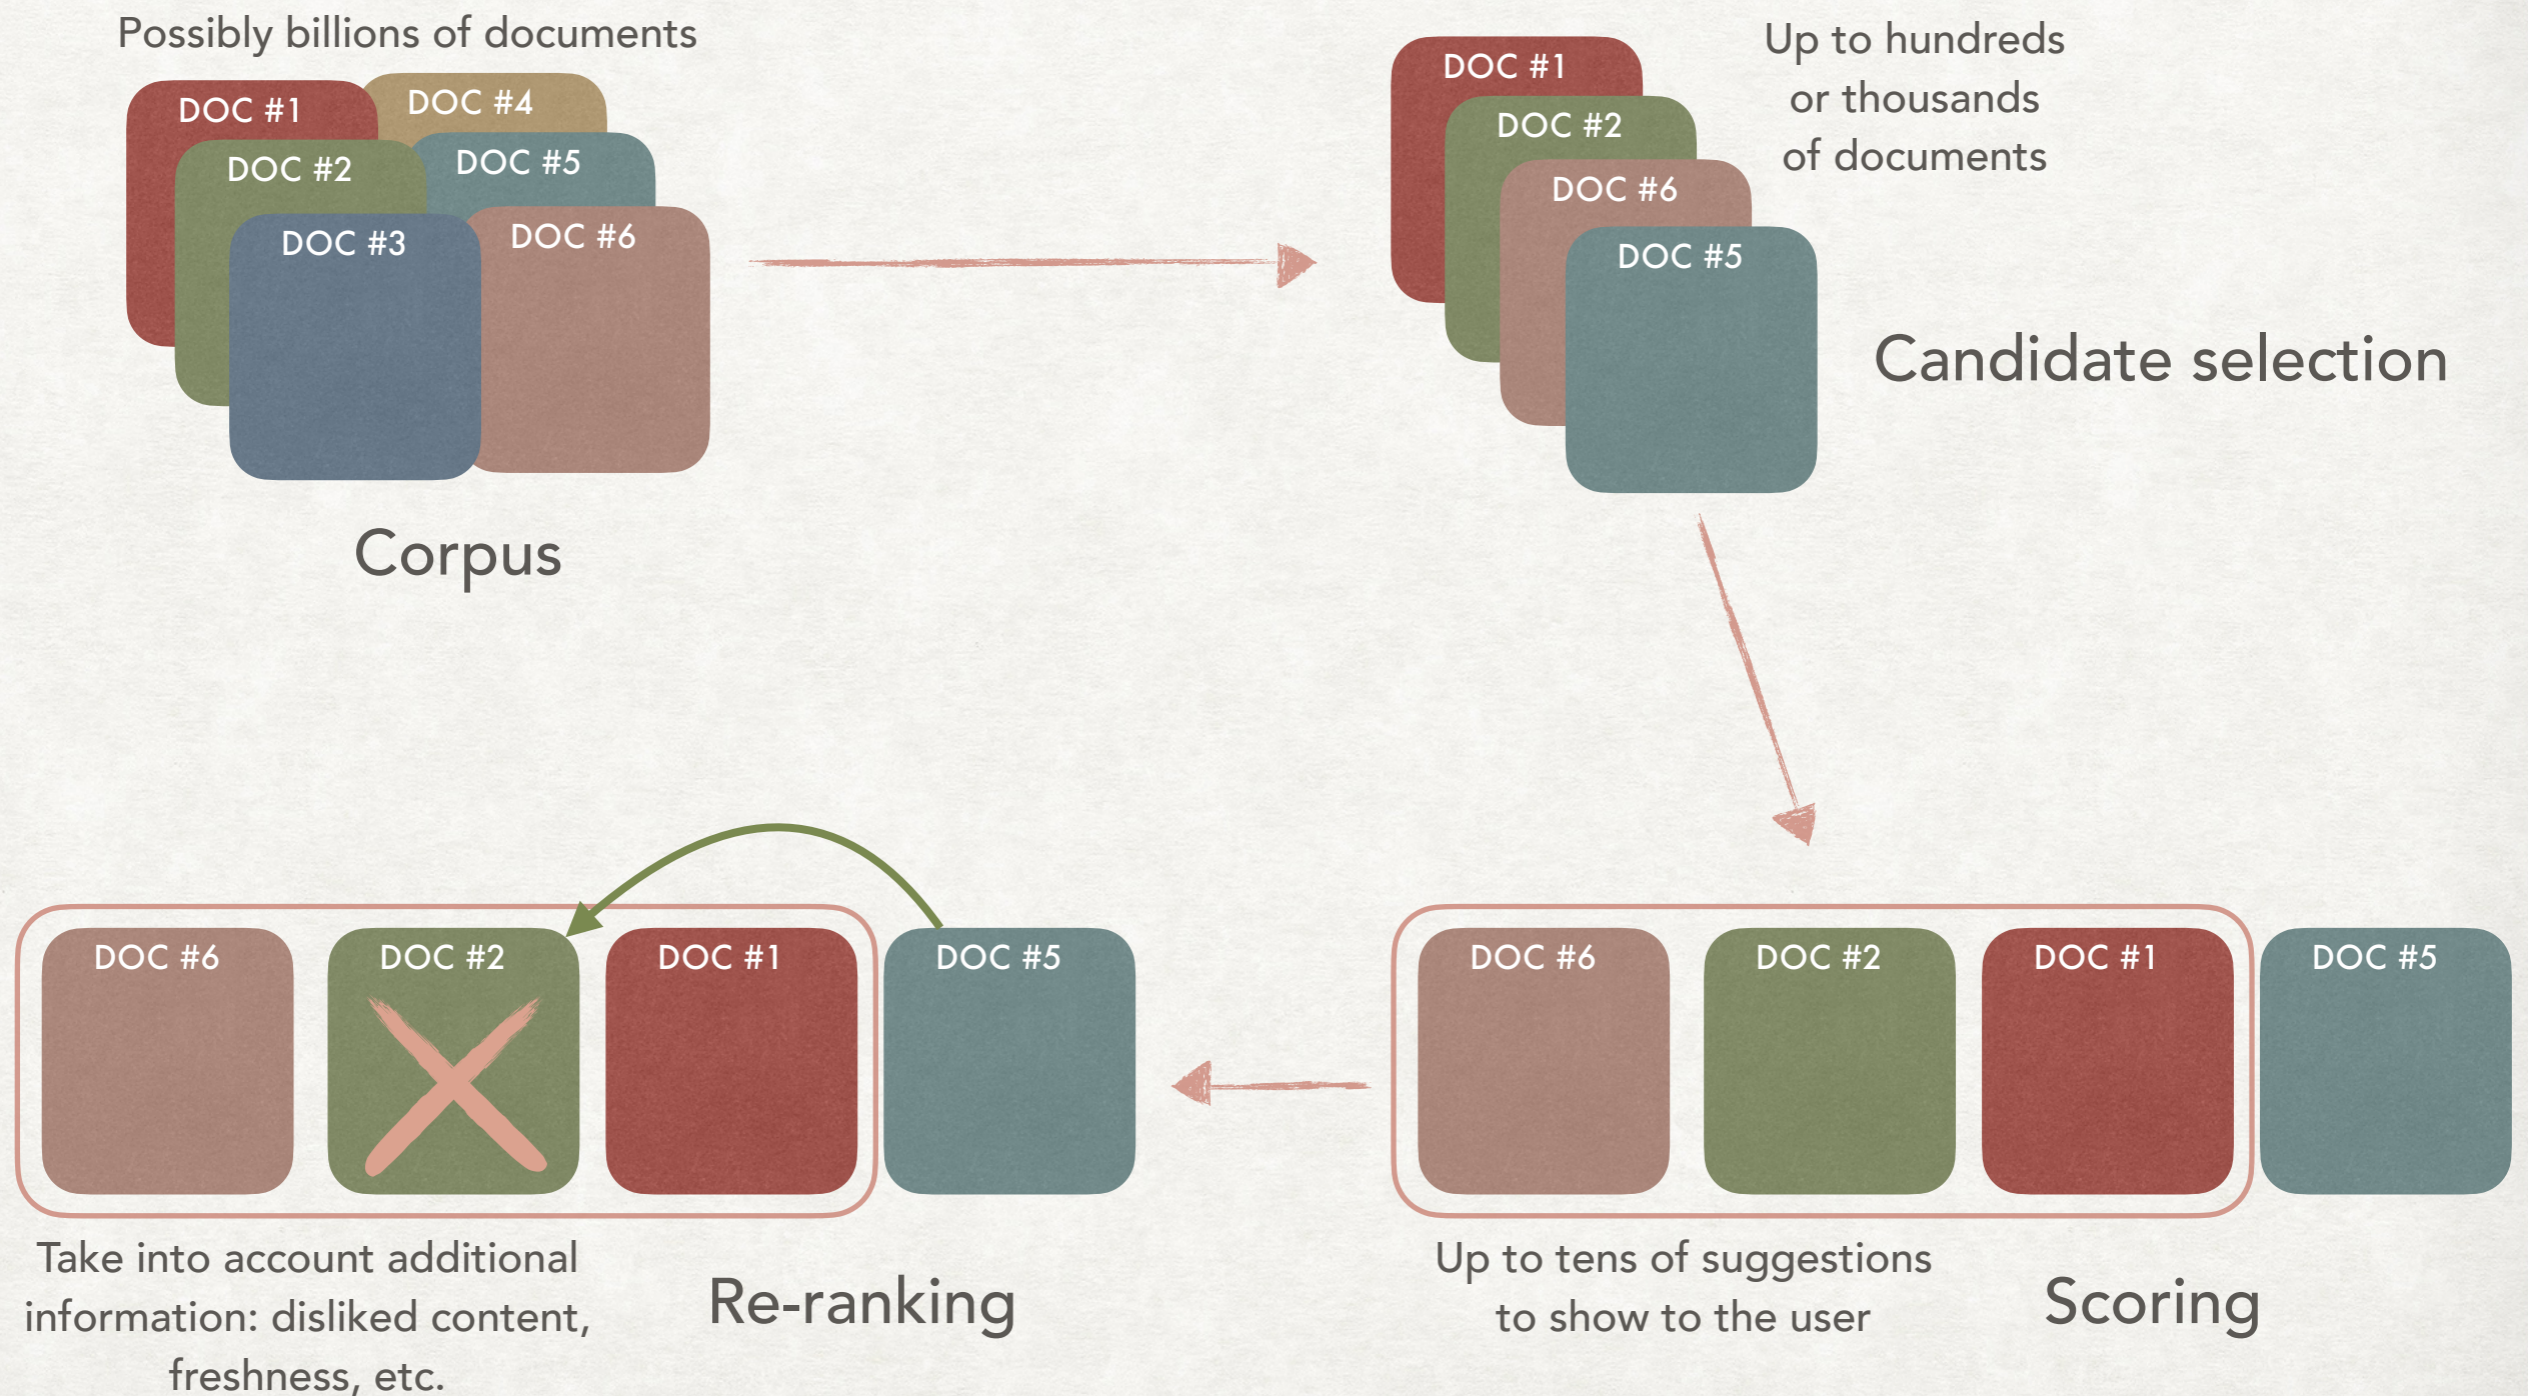 Possibly billions of documents
DOC #1
DOC #4
DOC #2
DOC #5
DOC #3
DOC #6
Corpus
DOC #1
DOC #2
DOC #6
DOC #5
Up to hundreds
or thousands
of documents
Candidate selection
DOC #6
DOC #2
DOC #1
DOC #5
Take into account additional
information: disliked content,
freshness, etc.
Re-ranking
DOC #6
DOC #2
DOC #1
DOC #5
Up to tens of suggestions
to show to the user
Scoring